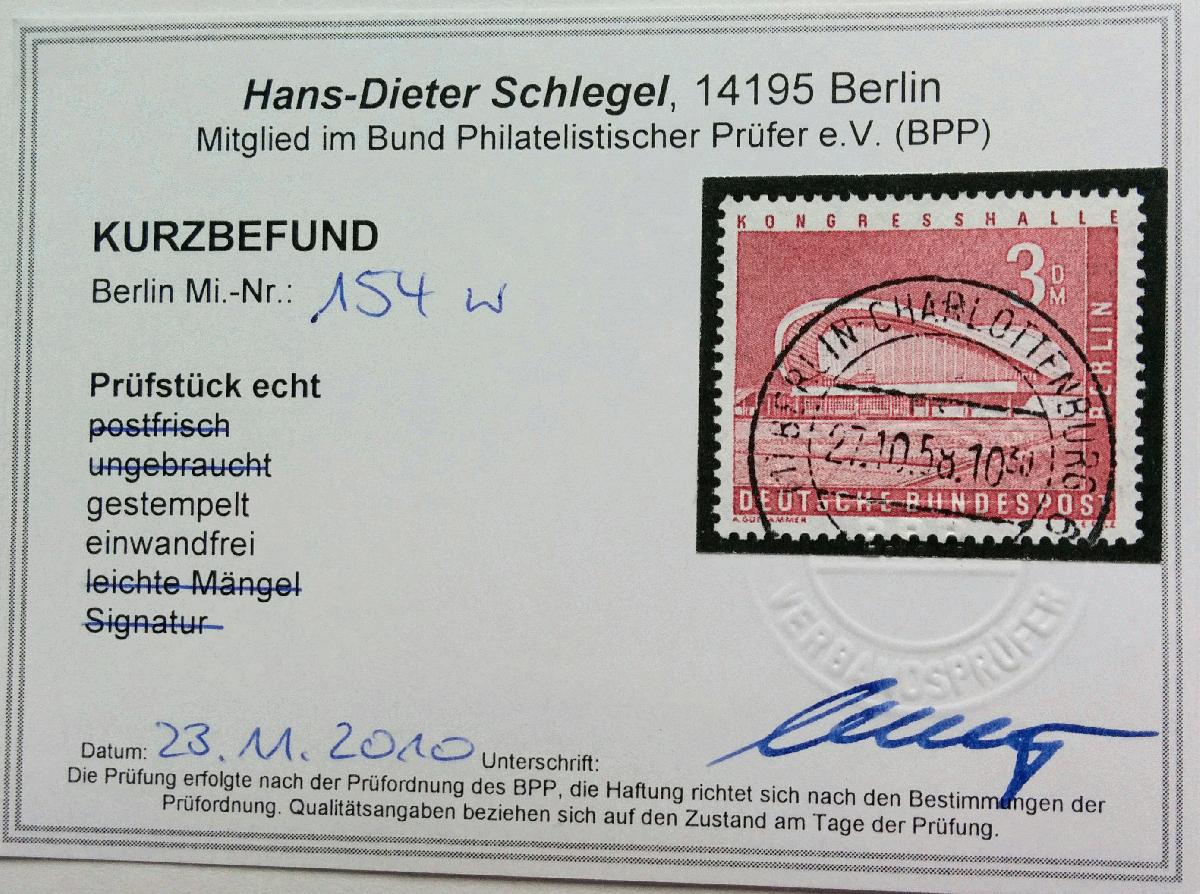 Hans-Dieter Schlegel, 14195 Berlin
Mitglied im Bund Philatelistischer Prüfer e.V. (BPP)
KURZBEFUND
Berlin Mi.-Nr.: 154 w
Prüfstück echt
postfrisch
ungebraucht
gestempelt
einwandfrei
leichte Mängel
Signatur
KONGRESSHALLE
3 DM
BERLIN
BERLIN-CHARLOTTENBURG
27.10.58.10
DEUTSCHE BUNDESPOST
VERBANDSPRÜFER
Datum: 23.11.2010 Unterschrift:
Die Prüfung erfolgte nach der Prüfordnung des BPP, die Haftung richtet sich nach den Bestimmungen der
Prüfordnung. Qualitätsangaben beziehen sich auf den Zustand am Tage der Prüfung.